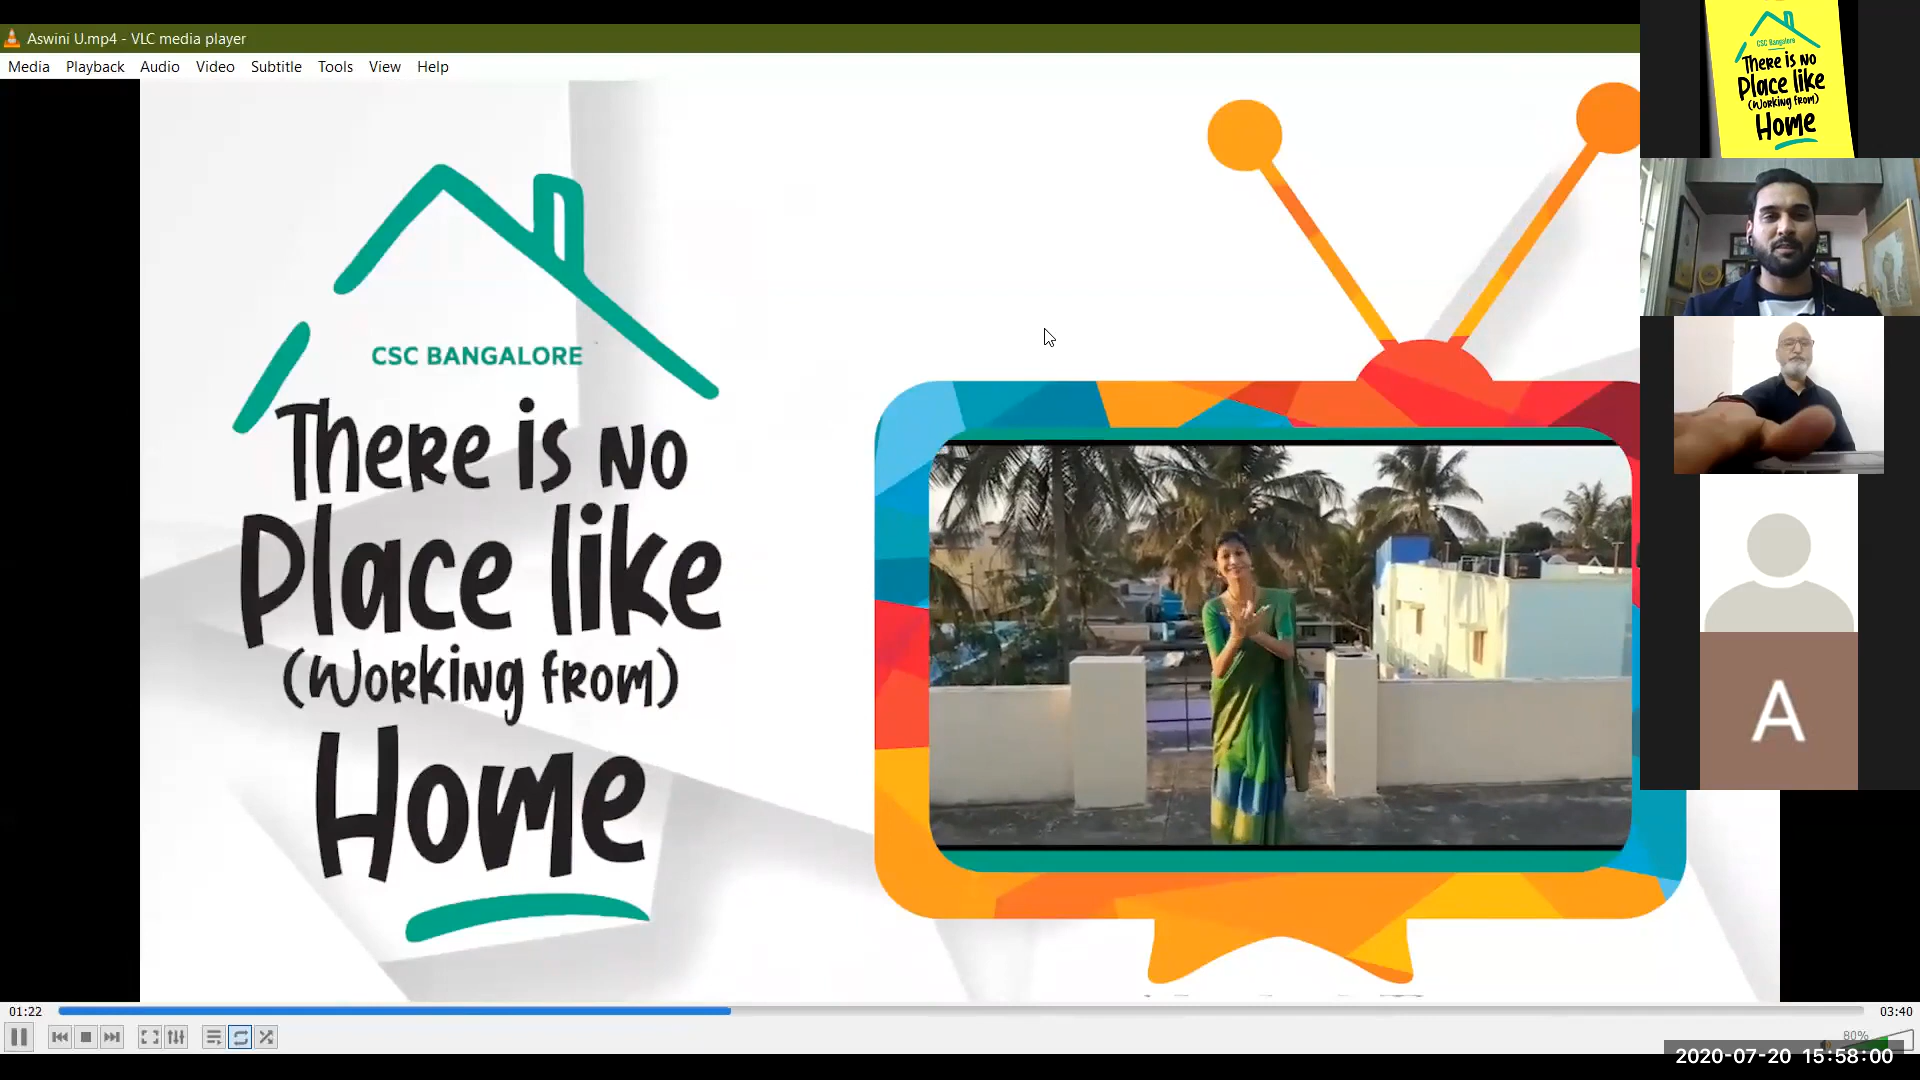 Aswini U.mp4 - VLC media player
Media Playback Audio Video Subtitle Tools View Help
CSC BANGALORE
There is no
Place like
(Working from)
Home
CSC Bangalore
There is no
Place like
(Working from)
Home
A
01:22
03:40
80%
2020-07-20 15:58:00